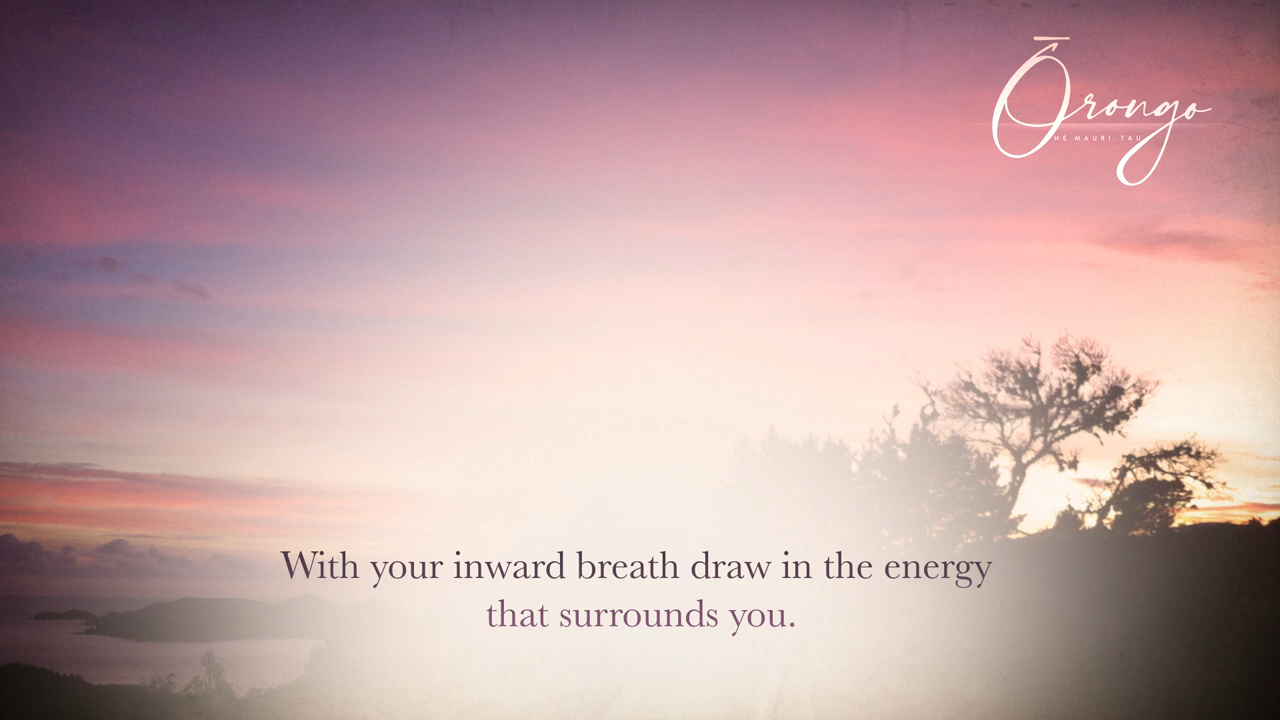 Ōrongo
HE MAURI TAU
With your inward breath draw in the energy
that surrounds you.